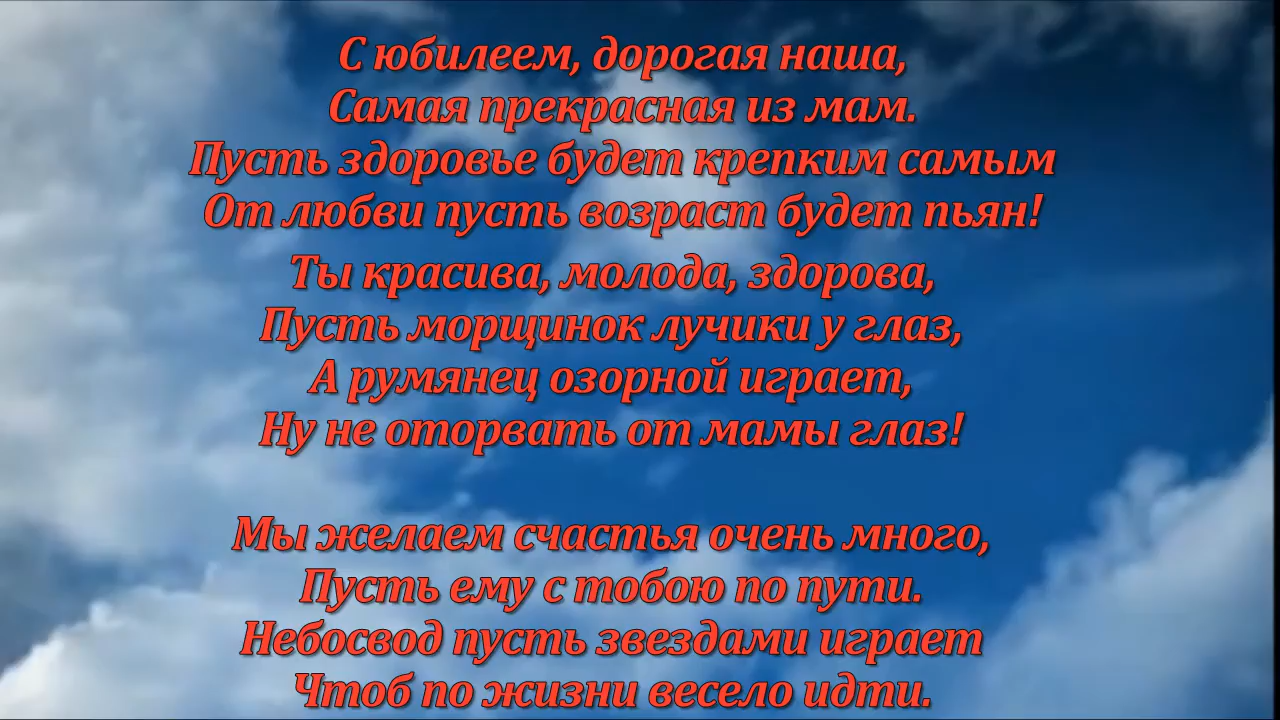 С юбилеем, дорогая наша,
Самая прекрасная из мам.
Пусть здоровье будет крепким самым
От любви пусть возраст будет пьян!
Ты красива, молода, здорова,
Пусть морщинок лучики у глаз,
А румянец озорной играет,
Ну не оторвать от мамы глаз!
Мы желаем счастья очень много,
Пусть ему с тобою по пути.
Небосвод пусть звездами играет
Чтоб по жизни весело идти.